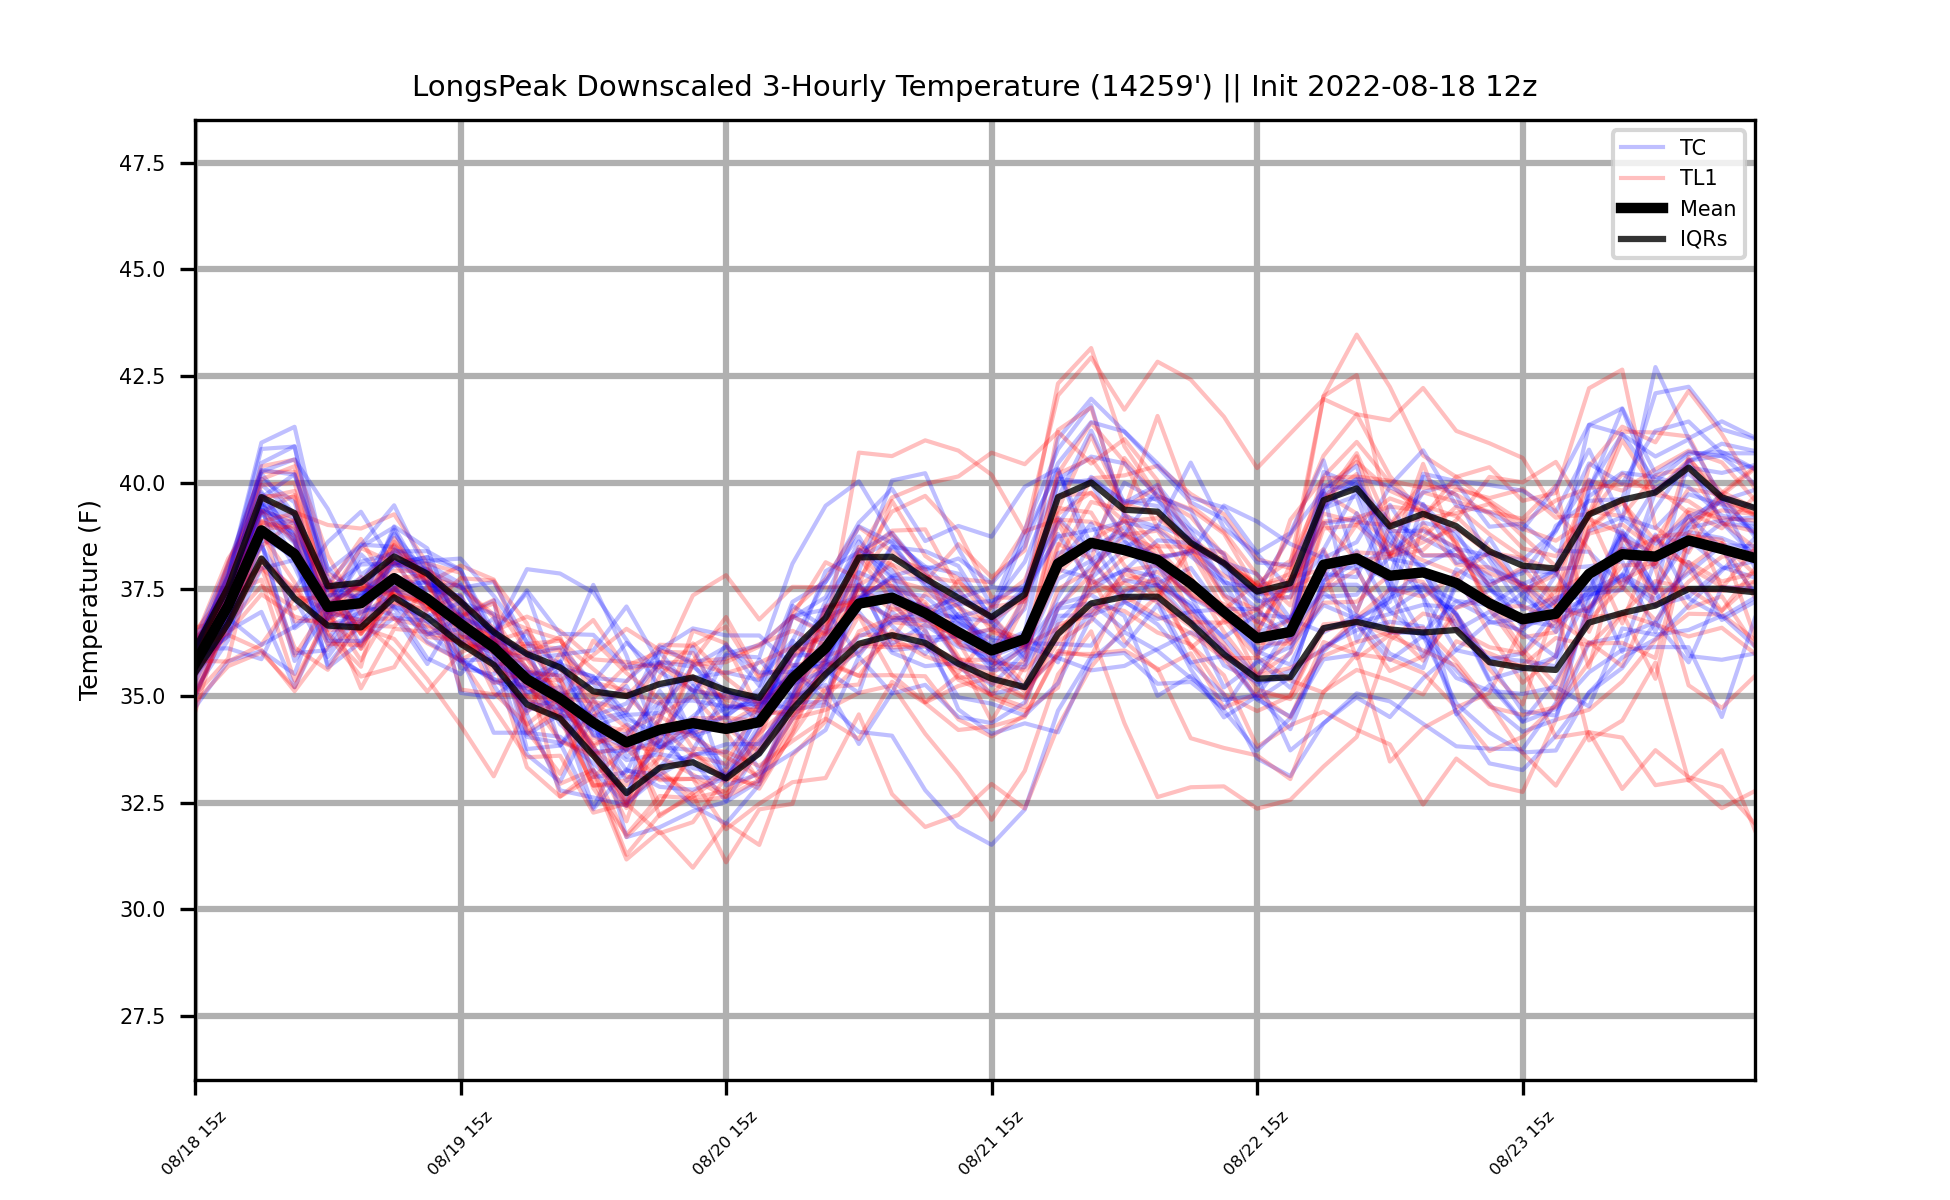 LongsPeak Downscaled 3-Hourly Temperature (14259') || Init 2022-08-18 12z
TC
TL1
Mean
IQRs
Temperature (F)
47.5
45.0
42.5
40.0
37.5
35.0
32.5
30.0
27.5
08/18 15z
08/19 15z
08/20 15z
08/21 15z
08/22 15z
08/23 15z